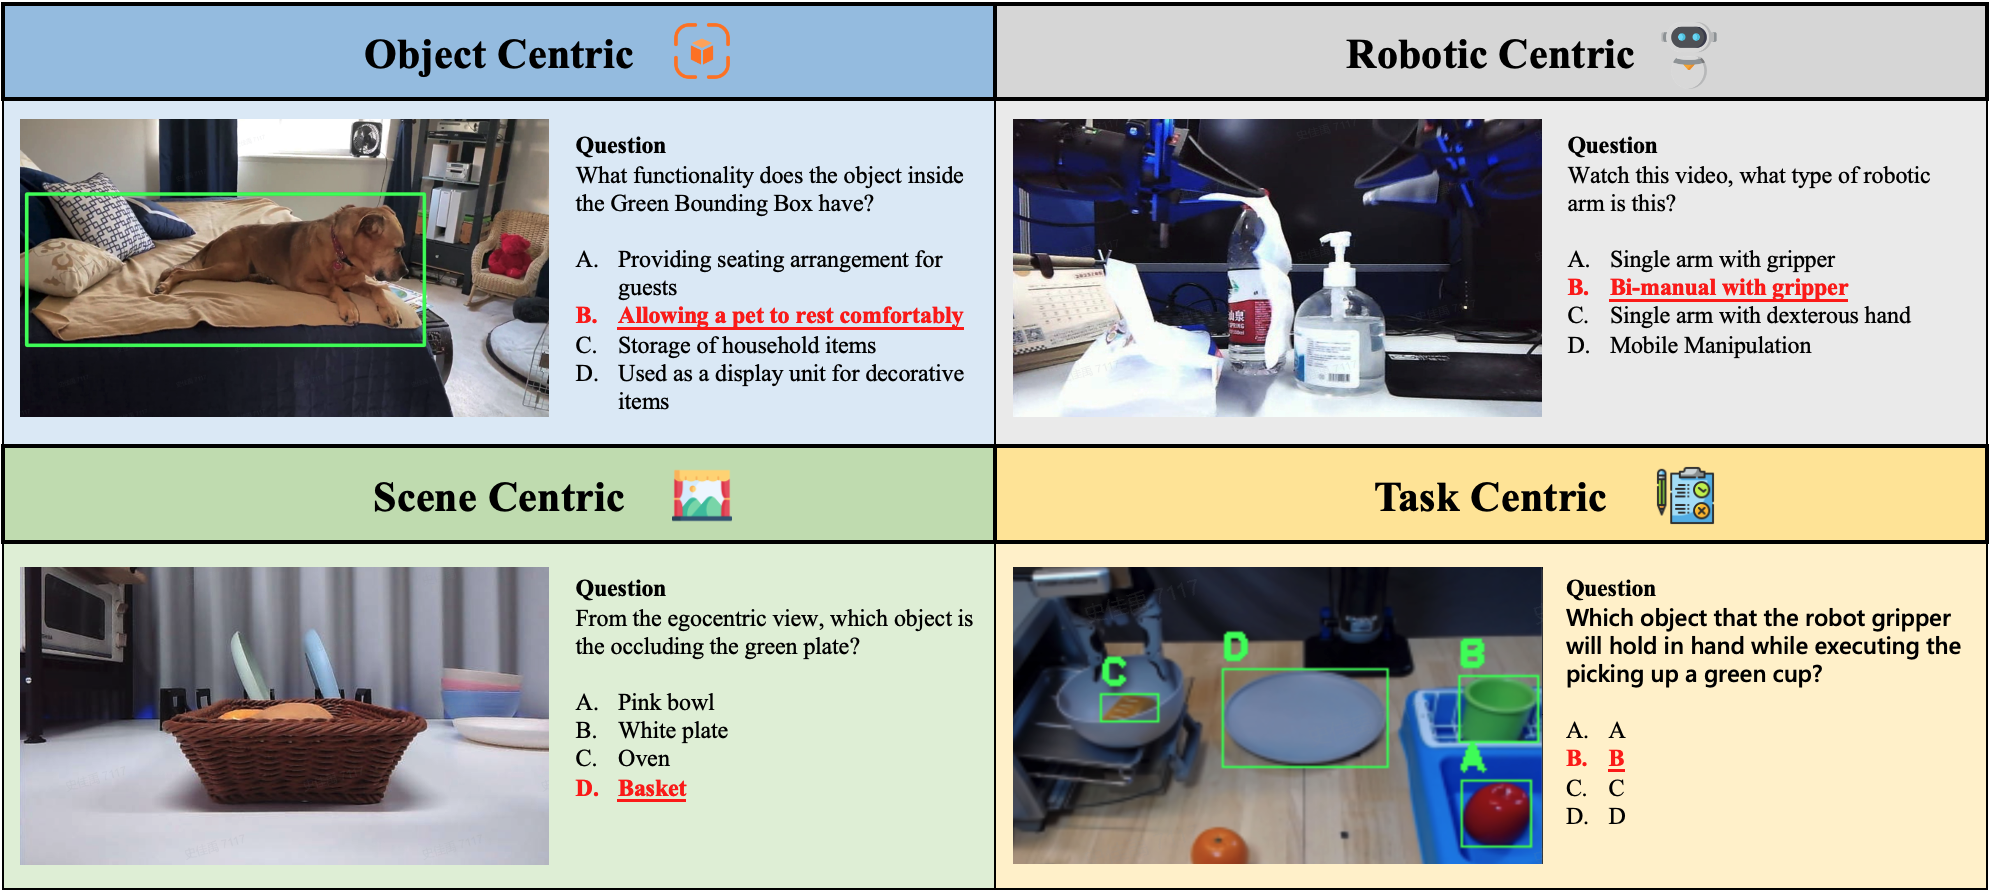 Object Centric
Robotic Centric
Question
What functionality does the object inside
the Green Bounding Box have?
A. Providing seating arrangement for
guests
B. Allowing a pet to rest comfortably
C. Storage of household items
D. Used as a display unit for decorative
items
Question
Watch this video, what type of robotic
arm is this?
A. Single arm with gripper
B. Bi-manual with gripper
C. Single arm with dexterous hand
D. Mobile Manipulation
Scene Centric
Task Centric
Question
From the egocentric view, which object is
the occluding the green plate?
A. Pink bowl
B. White plate
C. Oven
D. Basket
D
B
C
A
Question
Which object that the robot gripper
will hold in hand while executing the
picking up a green cup?
A. A
B. B
C. C
D. D